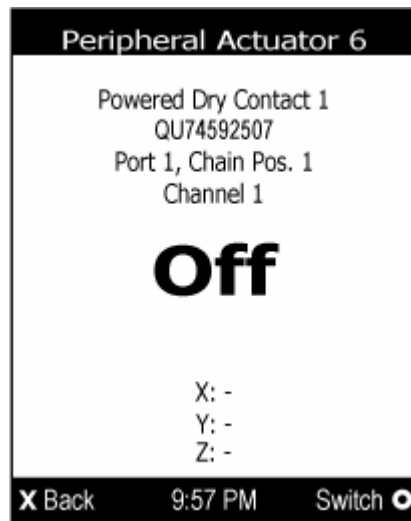 Peripheral Actuator 6
Powered Dry Contact 1
QU74592507
Port 1, Chain Pos. 1
Channel 1
Off
X: -
Y: -
Z: -
X Back 9:57 PM Switch O